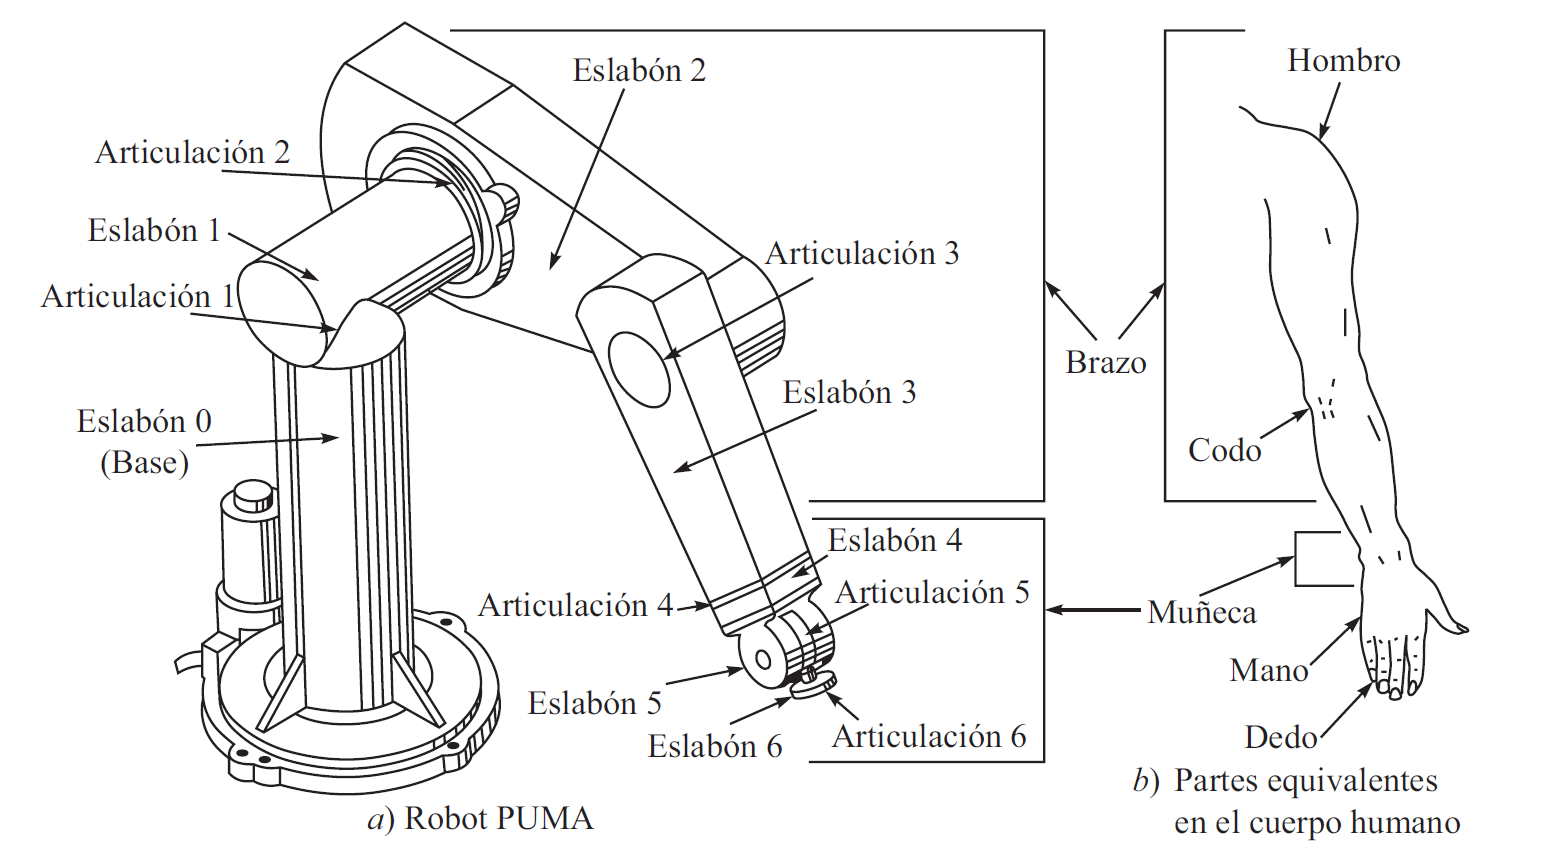 Eslabón 2
Hombro
Articulación 2
Eslabón 1
Articulación 3
Articulación 1
Brazo
Eslabón 3
Eslabón 0
(Base)
Codo
Eslabón 4
Articulación 5
Articulación 4
Muñeca
Mano
Eslabón 5
Eslabón 6
Articulación 6
Dedo
a) Robot PUMA
b) Partes equivalentes
en el cuerpo humano